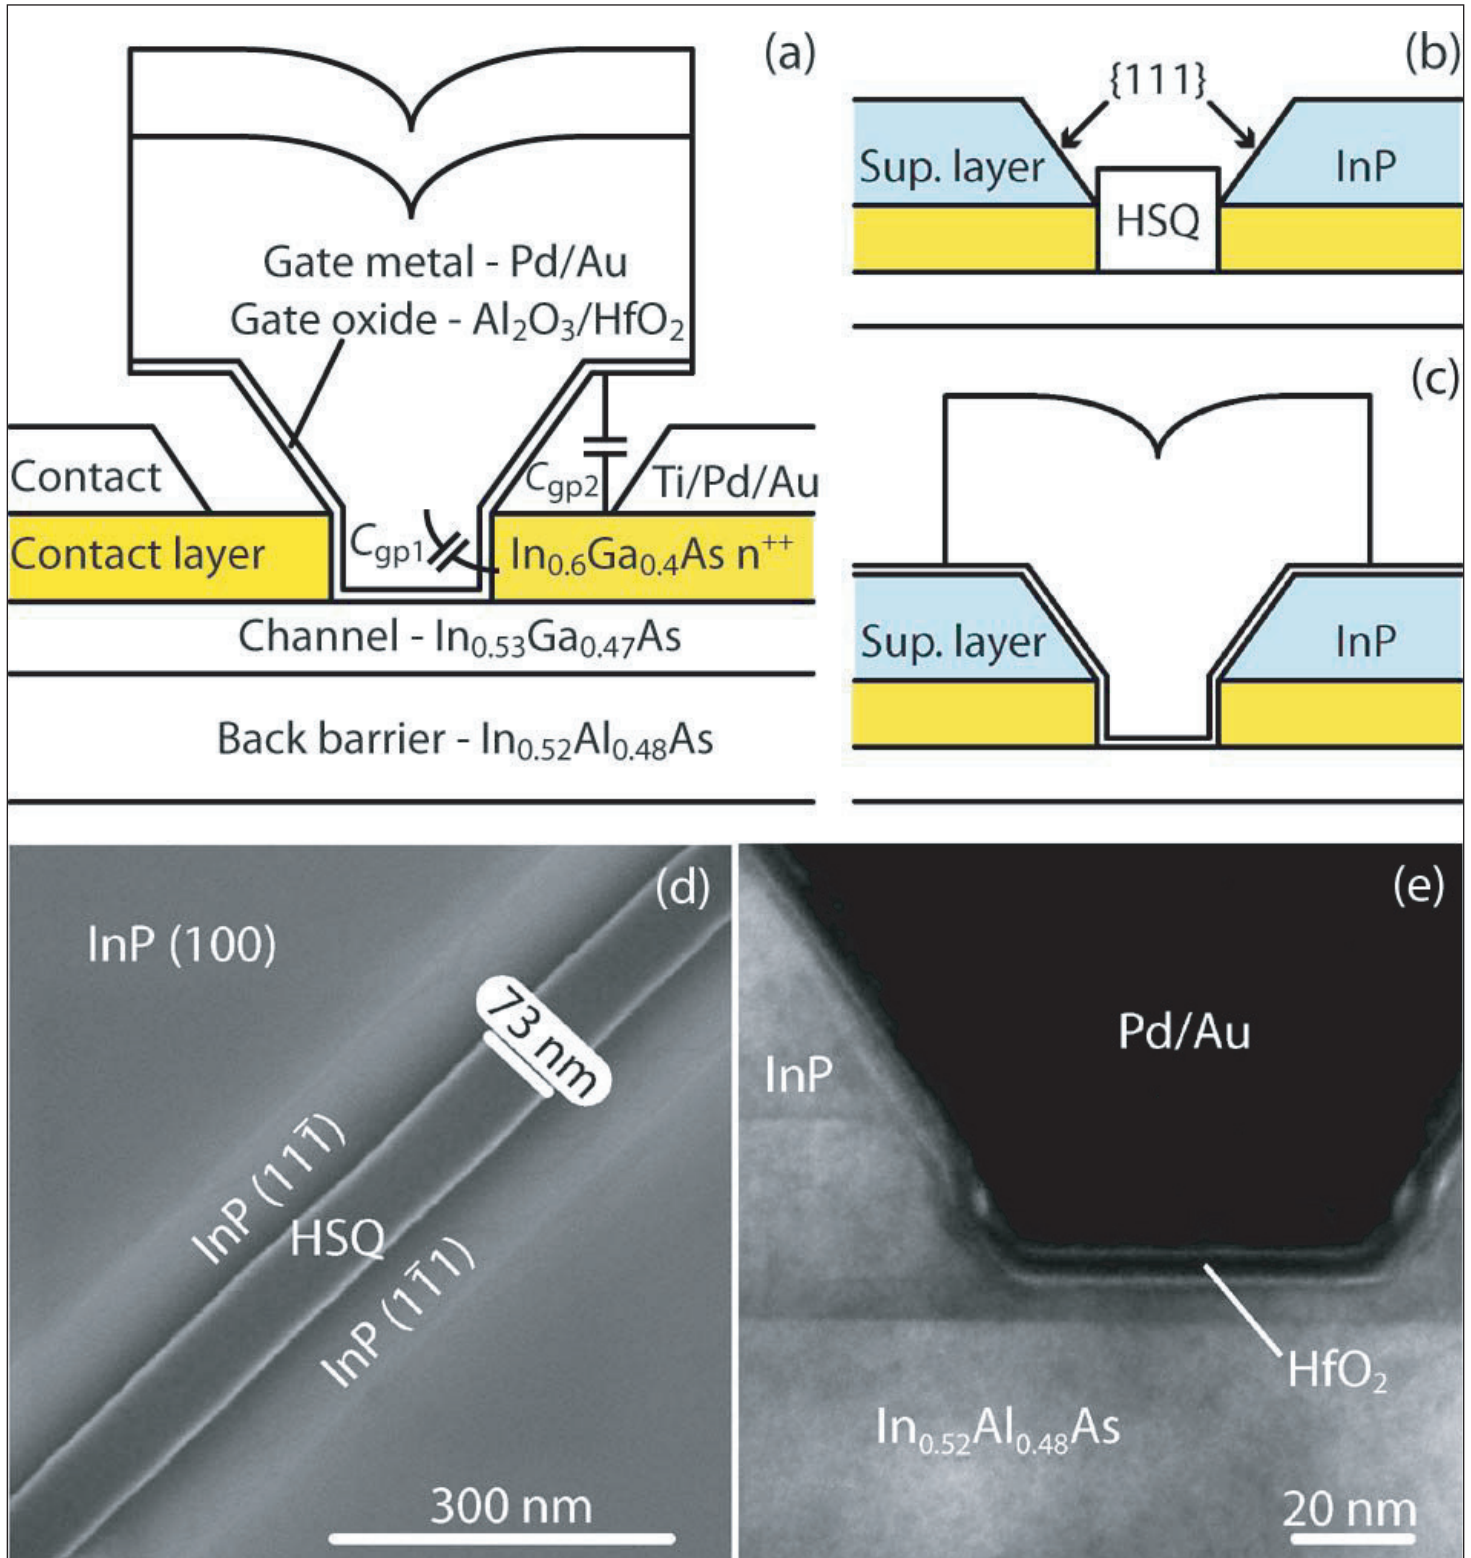 (a)
Gate metal - Pd/Au
Gate oxide - Al₂O₃/HfO₂
Contact
C_gp2
Ti/Pd/Au
Contact layer
C_gp1
In₀.₆Ga₀.₄As n⁺⁺
Channel - In₀.₅₃Ga₀.₄₇As
Back barrier - In₀.₅₂Al₀.₄₈As
(b)
{111}
Sup. layer
InP
HSQ
(c)
Sup. layer
InP
(d)
InP (100)
73 nm
InP (111̄)
HSQ
InP (11̄1)
300 nm
(e)
Pd/Au
InP
HfO₂
In₀.₅₂Al₀.₄₈As
20 nm